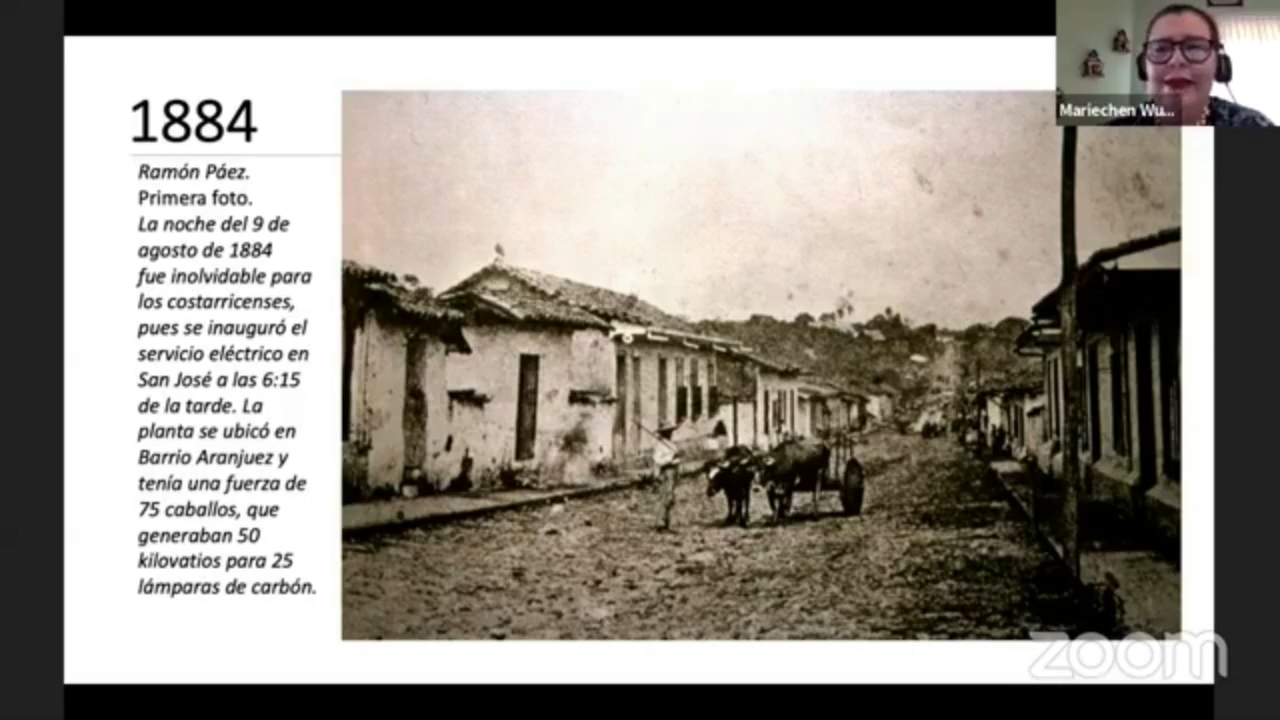 1884
Ramón Páez.
Primera foto.
La noche del 9 de
agosto de 1884
fue inolvidable para
los costarricenses,
pues se inauguró el
servicio eléctrico en
San José a las 6:15
de la tarde. La
planta se ubicó en
Barrio Aranjuez y
tenía una fuerza de
75 caballos, que
generaban 50
kilovatios para 25
lámparas de carbón.
Mariechen Wu...
zoom